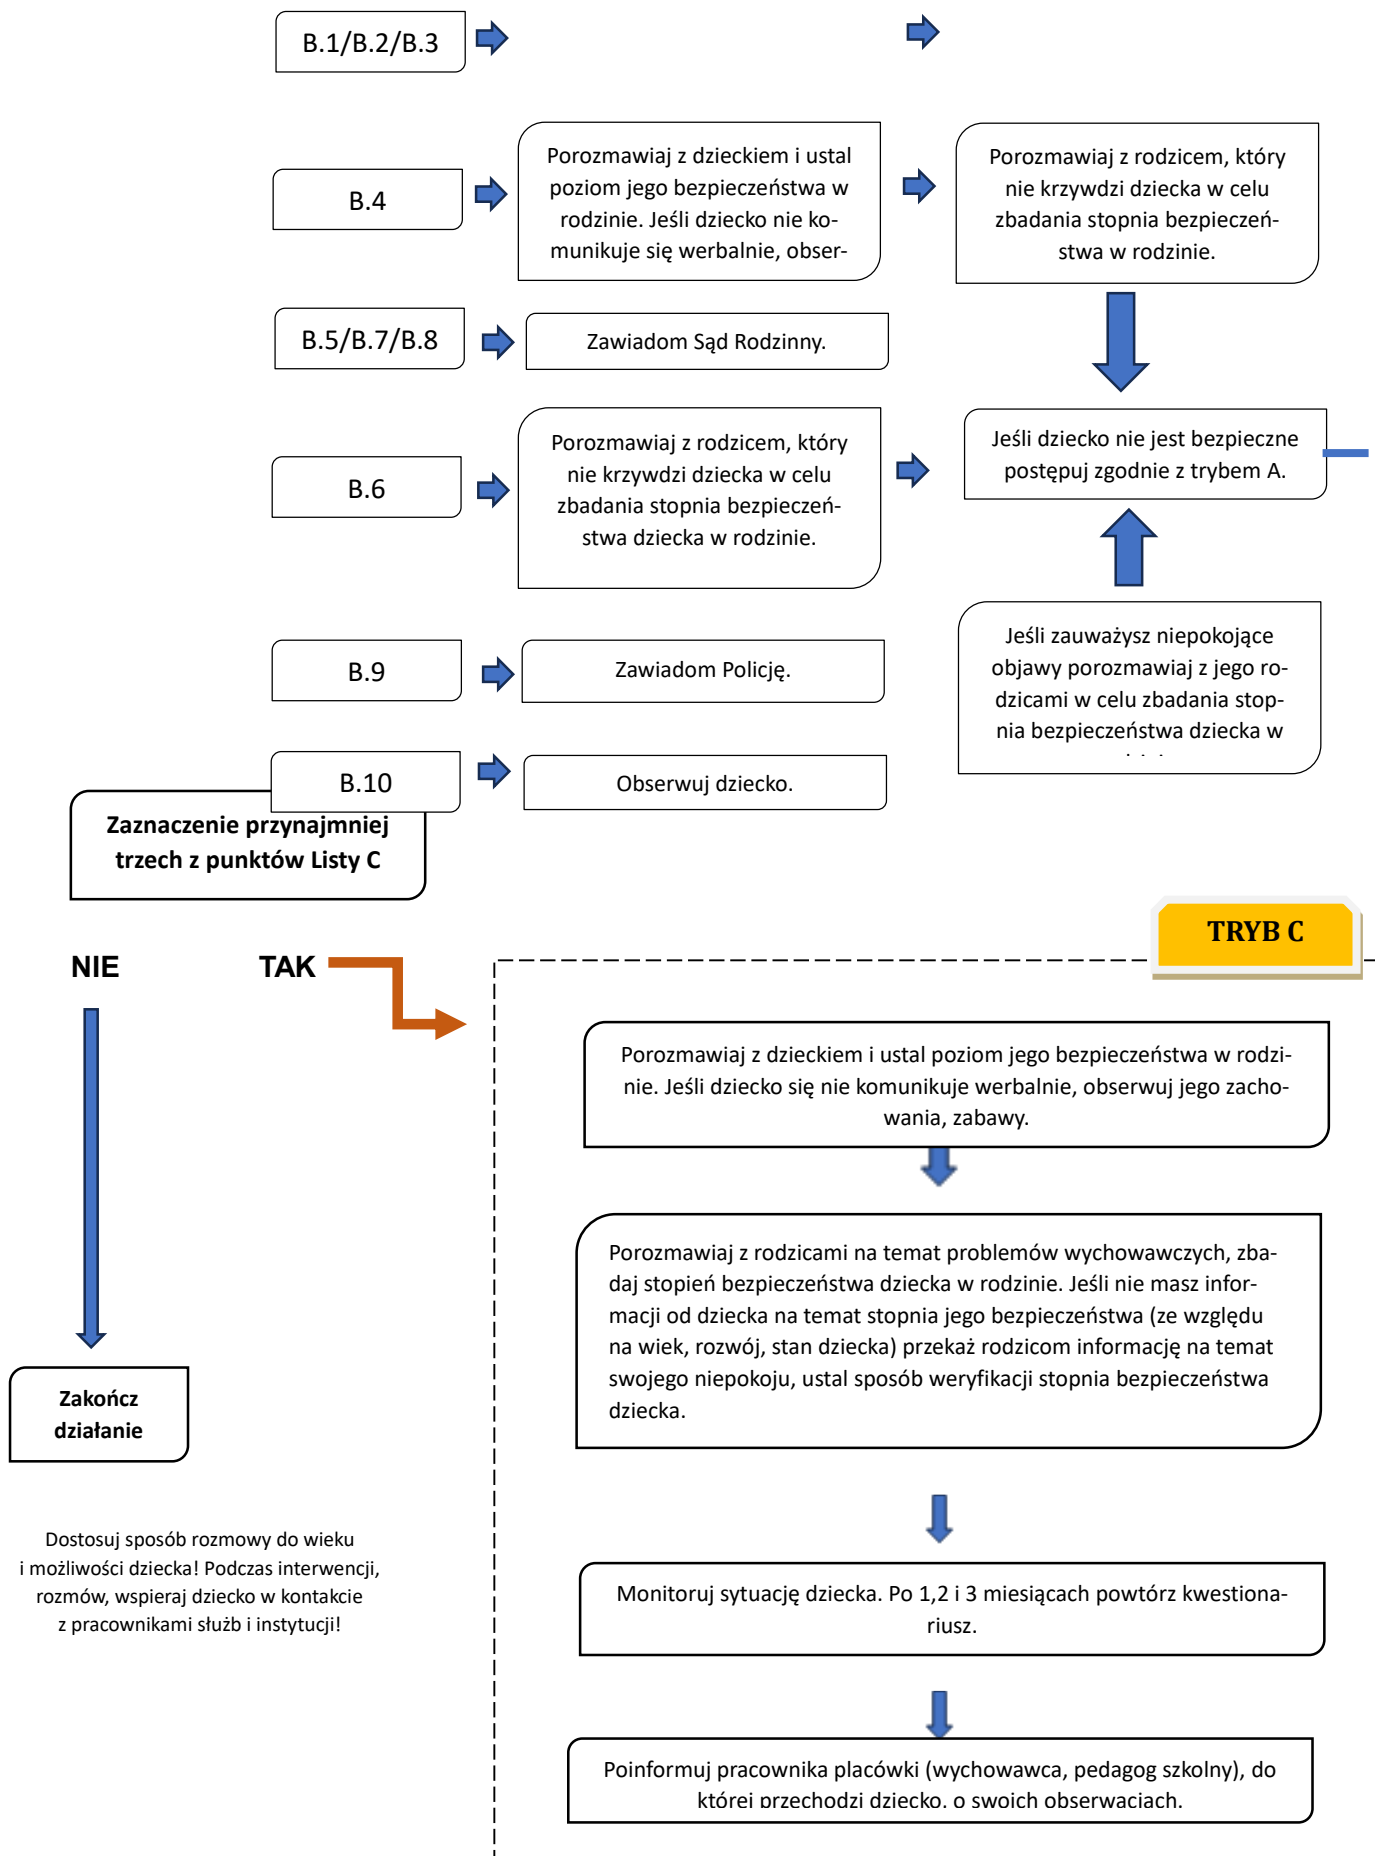 B.1/B.2/B.3
B.4
Porozmawiaj z dzieckiem i ustal
poziom jego bezpieczeństwa w
rodzinie. Jeśli dziecko nie ko-
munikuje się werbalnie, obser-
Porozmawiaj z rodzicem, który
nie krzywdzi dziecka w celu
zbadania stopnia bezpieczeń-
stwa w rodzinie.
B.5/B.7/B.8
Zawiadom Sąd Rodzinny.
B.6
Porozmawiaj z rodzicem, który
nie krzywdzi dziecka w celu
zbadania stopnia bezpieczeń-
stwa dziecka w rodzinie.
Jeśli dziecko nie jest bezpieczne
postępuj zgodnie z trybem A.
B.9
Zawiadom Policję.
Jeśli zauważysz niepokojące
objawy porozmawiaj z jego ro-
dzicami w celu zbadania stop-
nia bezpieczeństwa dziecka w
B.10
Obserwuj dziecko.
Zaznaczenie przynajmniej
trzech z punktów Listy C
TRYB C
NIE
TAK
Porozmawiaj z dzieckiem i ustal poziom jego bezpieczeństwa w rodzi-
nie. Jeśli dziecko się nie komunikuje werbalnie, obserwuj jego zacho-
wania, zabawy.
Porozmawiaj z rodzicami na temat problemów wychowawczych, zba-
daj stopień bezpieczeństwa dziecka w rodzinie. Jeśli nie masz infor-
macji od dziecka na temat stopnia jego bezpieczeństwa (ze względu
na wiek, rozwój, stan dziecka) przekaż rodzicom informację na temat
swojego niepokoju, ustal sposób weryfikacji stopnia bezpieczeństwa
dziecka.
Zakończ
działanie
Dostosuj sposób rozmowy do wieku
i możliwości dziecka! Podczas interwencji,
rozmów, wspieraj dziecko w kontakcie
z pracownikami służb i instytucji!
Monitoruj sytuację dziecka. Po 1,2 i 3 miesiącach powtórz kwestiona-
riusz.
Poinformuj pracownika placówki (wychowawca, pedagog szkolny), do
której przechodzi dziecko, o swoich obserwacjach.